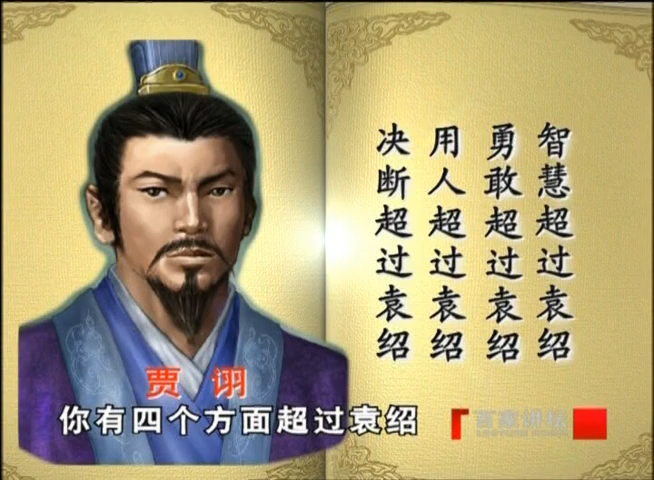 智慧超过袁绍
勇敢超过袁绍
用人超过袁绍
决断超过袁绍
贾诩
你有四个方面超过袁绍
百家讲坛